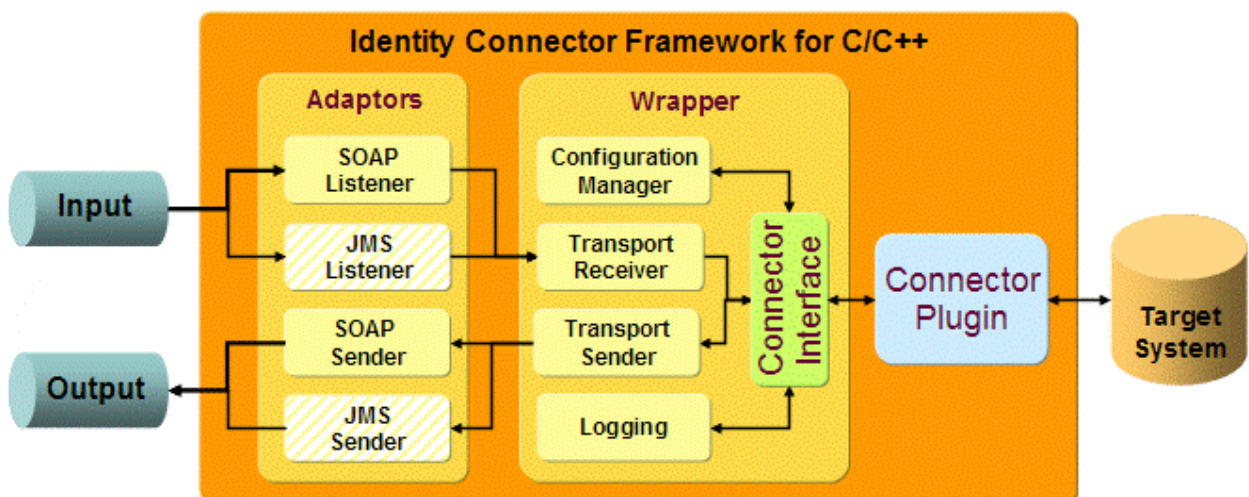 Identity Connector Framework for C/C++
Adaptors
Wrapper
Input
Output
SOAP
Listener
JMS
Listener
SOAP
Sender
JMS
Sender
Configuration
Manager
Transport
Receiver
Transport
Sender
Logging
Connector
Interface
Connector
Plugin
Target
System